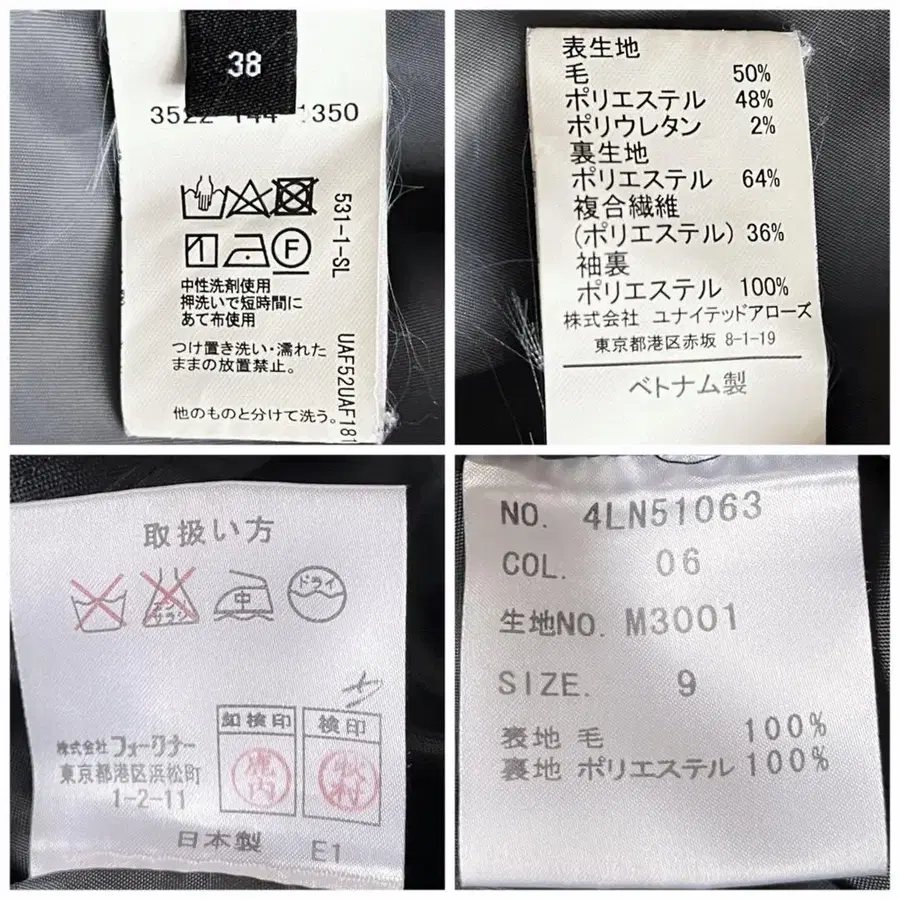 38
3522-144-1350
F
中性洗剤使用
押洗いで短時間に
あて布使用
つけ置き洗い・濡れた
ままの放置禁止。
他のものと分けて洗う。
531-1-SL
UAF52UAF181
表生地
毛 50%
ポリエステル 48%
ポリウレタン 2%
裏生地
ポリエステル 64%
複合繊維
(ポリエステル) 36%
袖裏
ポリエステル 100%
株式会社 ユナイテッドアローズ
東京都港区赤坂 8-1-19
ベトナム製
取扱い方
エンソサラシ
中
ドライ
検印
株式会社 フォークナー
東京都港区浜松町
1-2-11
日本製 E1
NO. 4LN51063
COL. 06
生地NO. M3001
SIZE. 9
表地 毛 100%
裏地 ポリエステル 100%